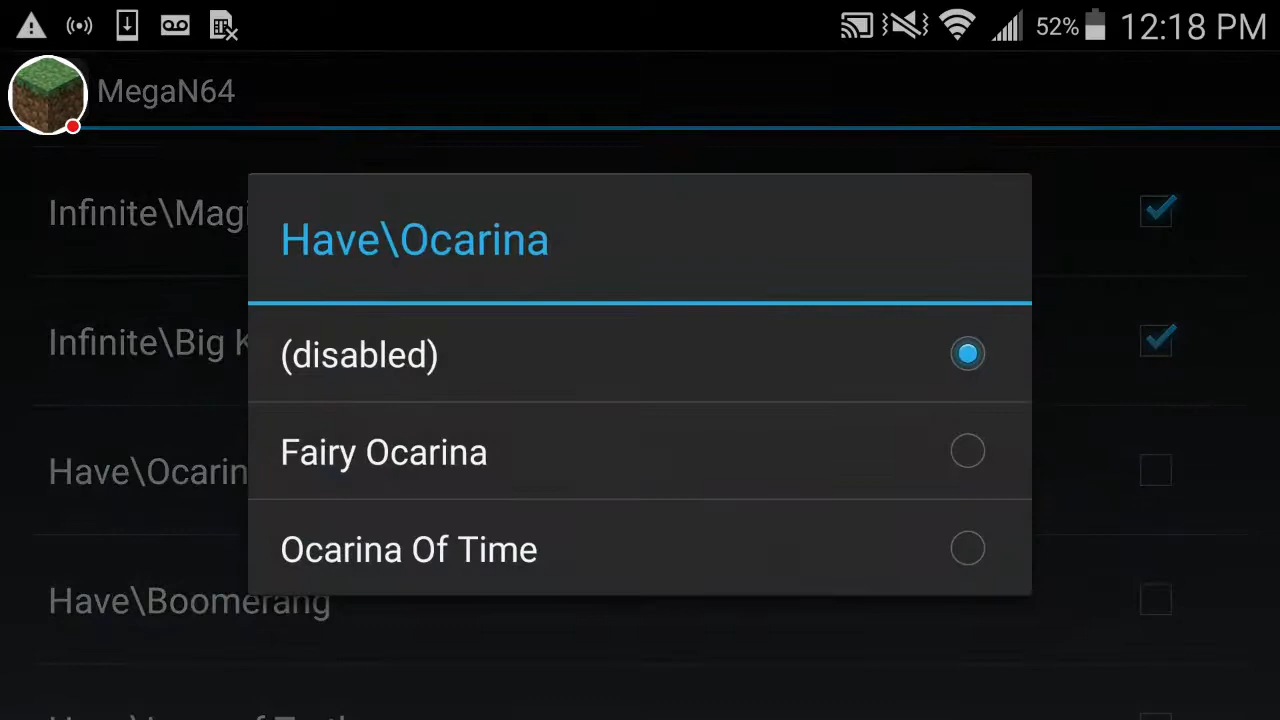 52% 12:18 PM
MegaN64
Infinite\Magi
Have\Ocarina
Infinite\Big K
(disabled)
Fairy Ocarina
Have\Ocarin
Ocarina Of Time
Have\Boomerang